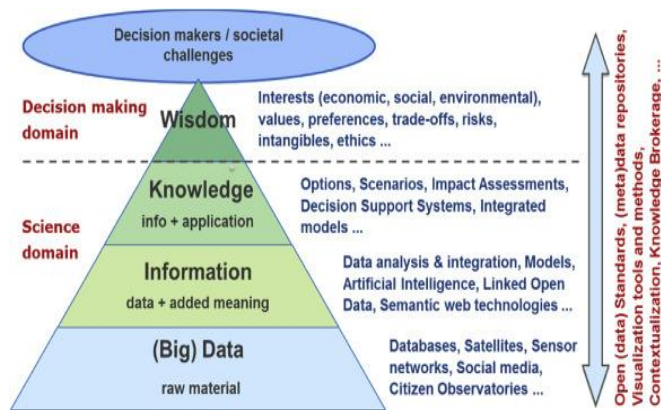 Decision makers / societal
challenges
Decision making
domain
Wisdom
Interests (economic, social, environmental),
values, preferences, trade-offs, risks,
intangibles, ethics ...
Science
domain
Knowledge
info + application
Options, Scenarios, Impact Assessments,
Decision Support Systems, Integrated
models ...
Information
data + added meaning
Data analysis & integration, Models,
Artificial Intelligence, Linked Open
Data, Semantic web technologies ...
(Big) Data
raw material
Databases, Satellites, Sensor
networks, Social media,
Citizen Observatories ...
Open (data) Standards, (meta)data repositories,
Visualization tools and methods,
Contextualization, Knowledge Brokerage, ...